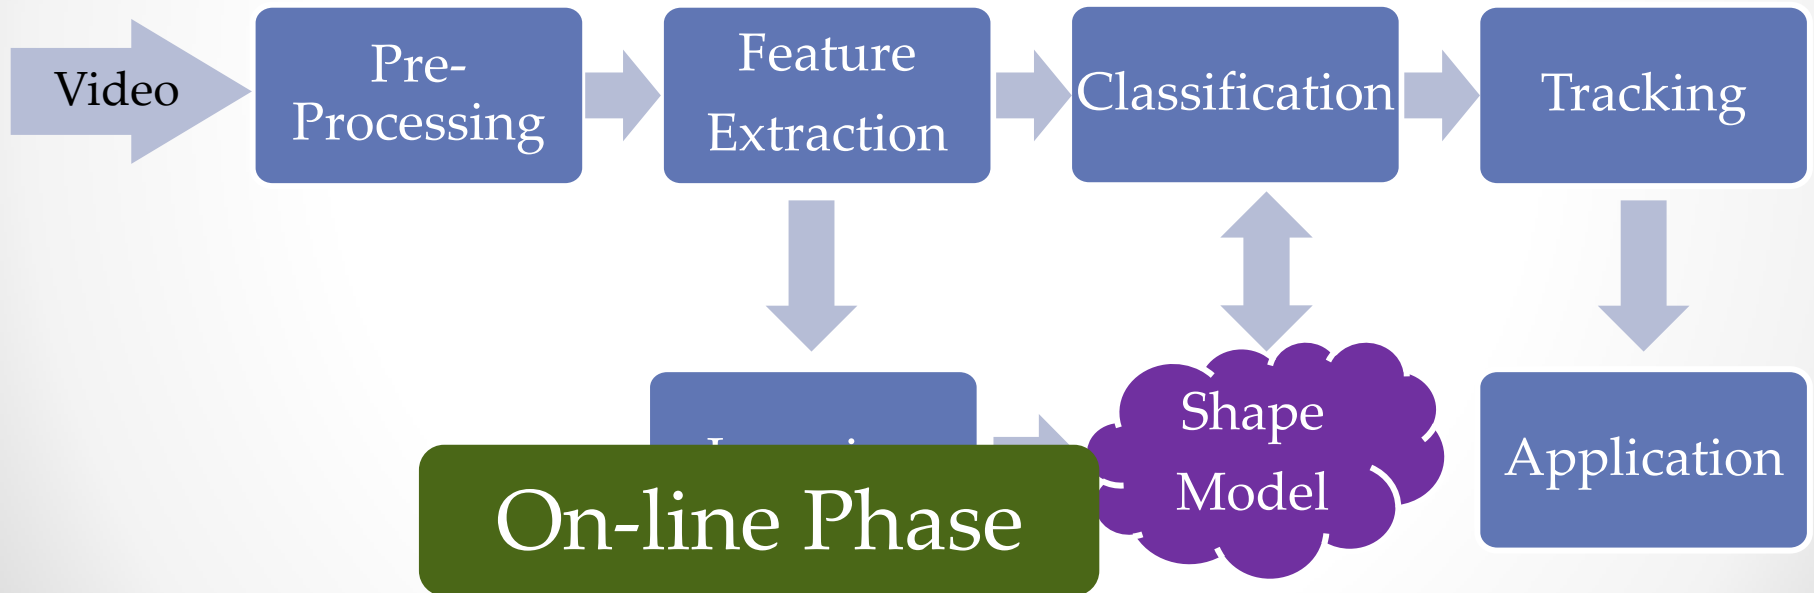 Video
Pre-
Processing
Feature
Extraction
Classification
Tracking
Shape
Model
Application
On-line Phase